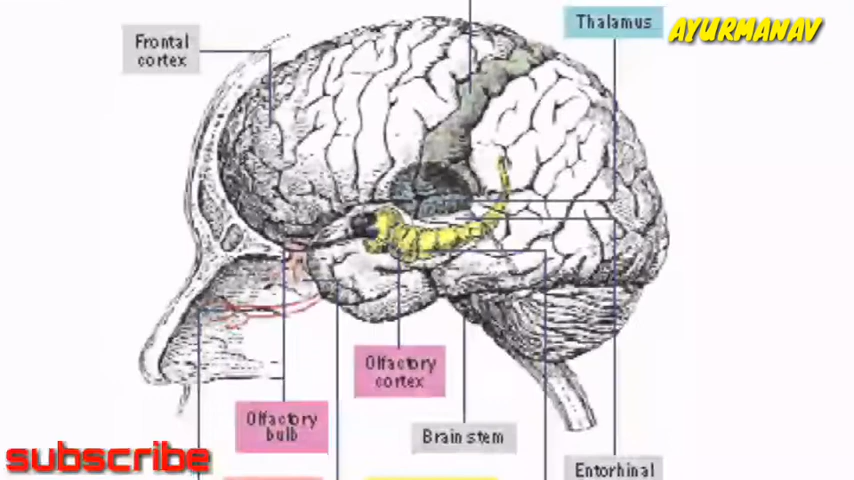 Thalamus
AYURMANAV
Frontal
cortex
Olfactory
cortex
Olfactory
bulb
Brain stem
subscribe
Entorhinal